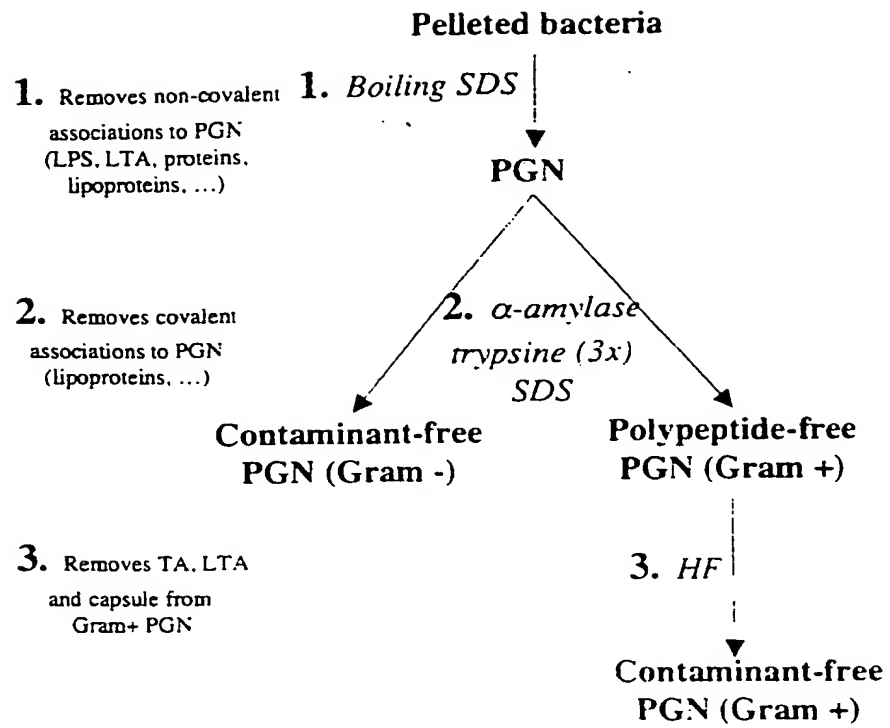 Pelleted bacteria
1. Removes non-covalent
associations to PGN
(LPS, LTA, proteins,
lipoproteins, ...)
1. Boiling SDS
PGN
2. Removes covalent
associations to PGN
(lipoproteins, ...)
2. α-amylase
trypsine (3x)
SDS
Contaminant-free
PGN (Gram -)
Polypeptide-free
PGN (Gram +)
3. Removes TA, LTA
and capsule from
Gram+ PGN
3. HF
Contaminant-free
PGN (Gram +)